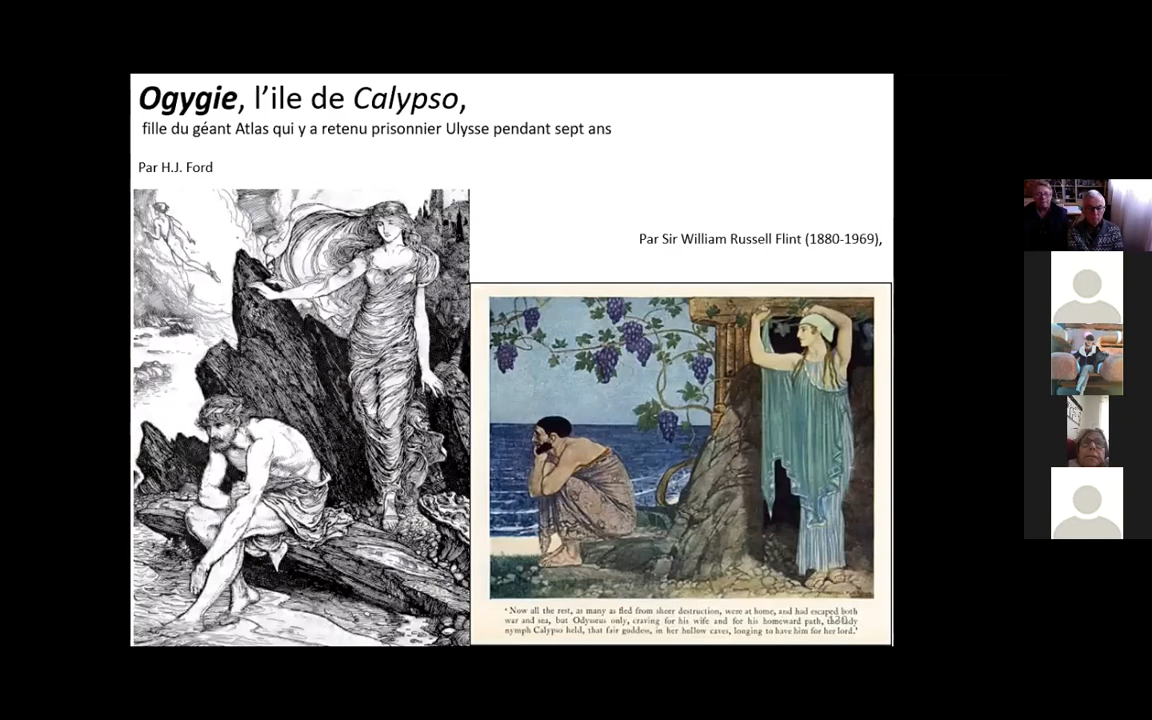 Ogygie, l’ile de Calypso,
fille du géant Atlas qui y a retenu prisonnier Ulysse pendant sept ans
Par H.J. Ford
Par Sir William Russell Flint (1880-1969),
‘Now all the rest, as many as fled from sheer destruction, were at home, and had escaped both
war and sea, but Odysseus only, craving for his wife and for his homeward path, the lady
nymph Calypso held, that fair goddess, in her hollow caves, longing to have him for her lord.’